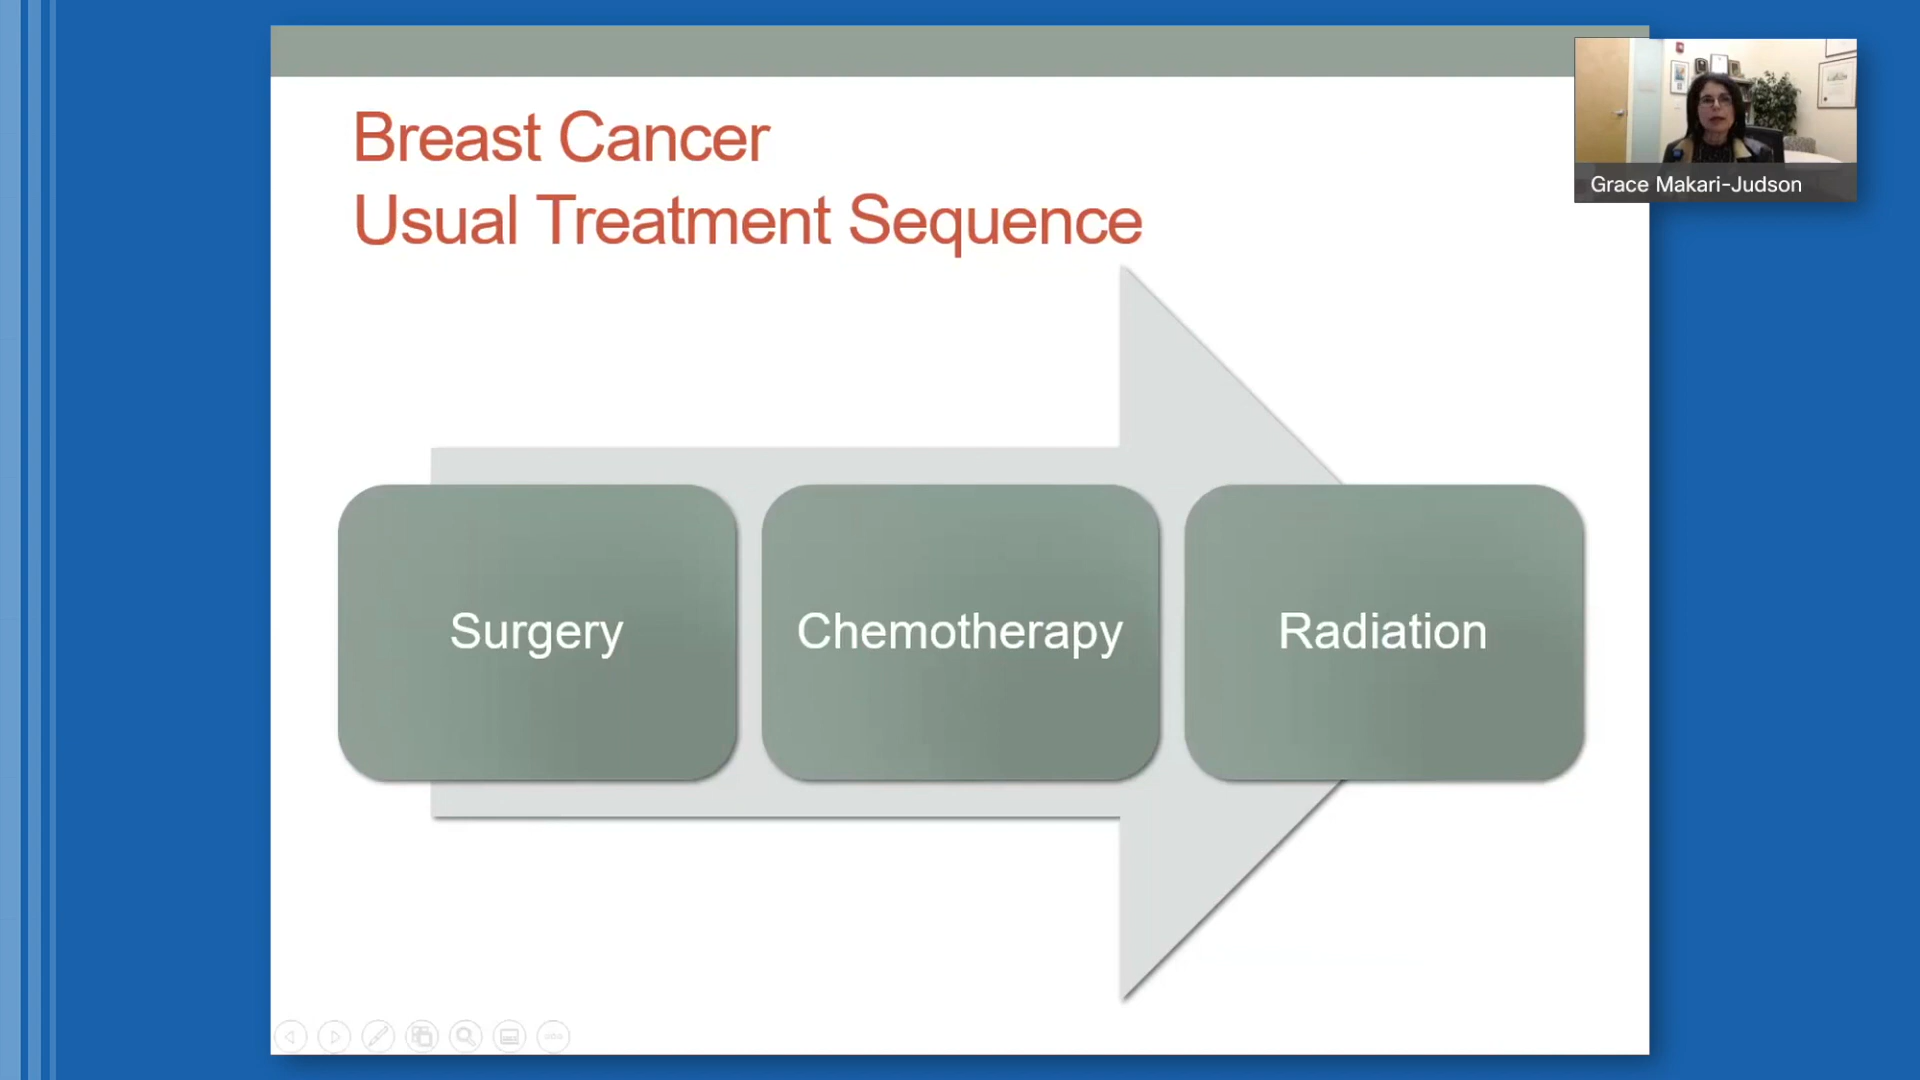 Breast Cancer
Usual Treatment Sequence
Grace Makari-Judson
Surgery
Chemotherapy
Radiation